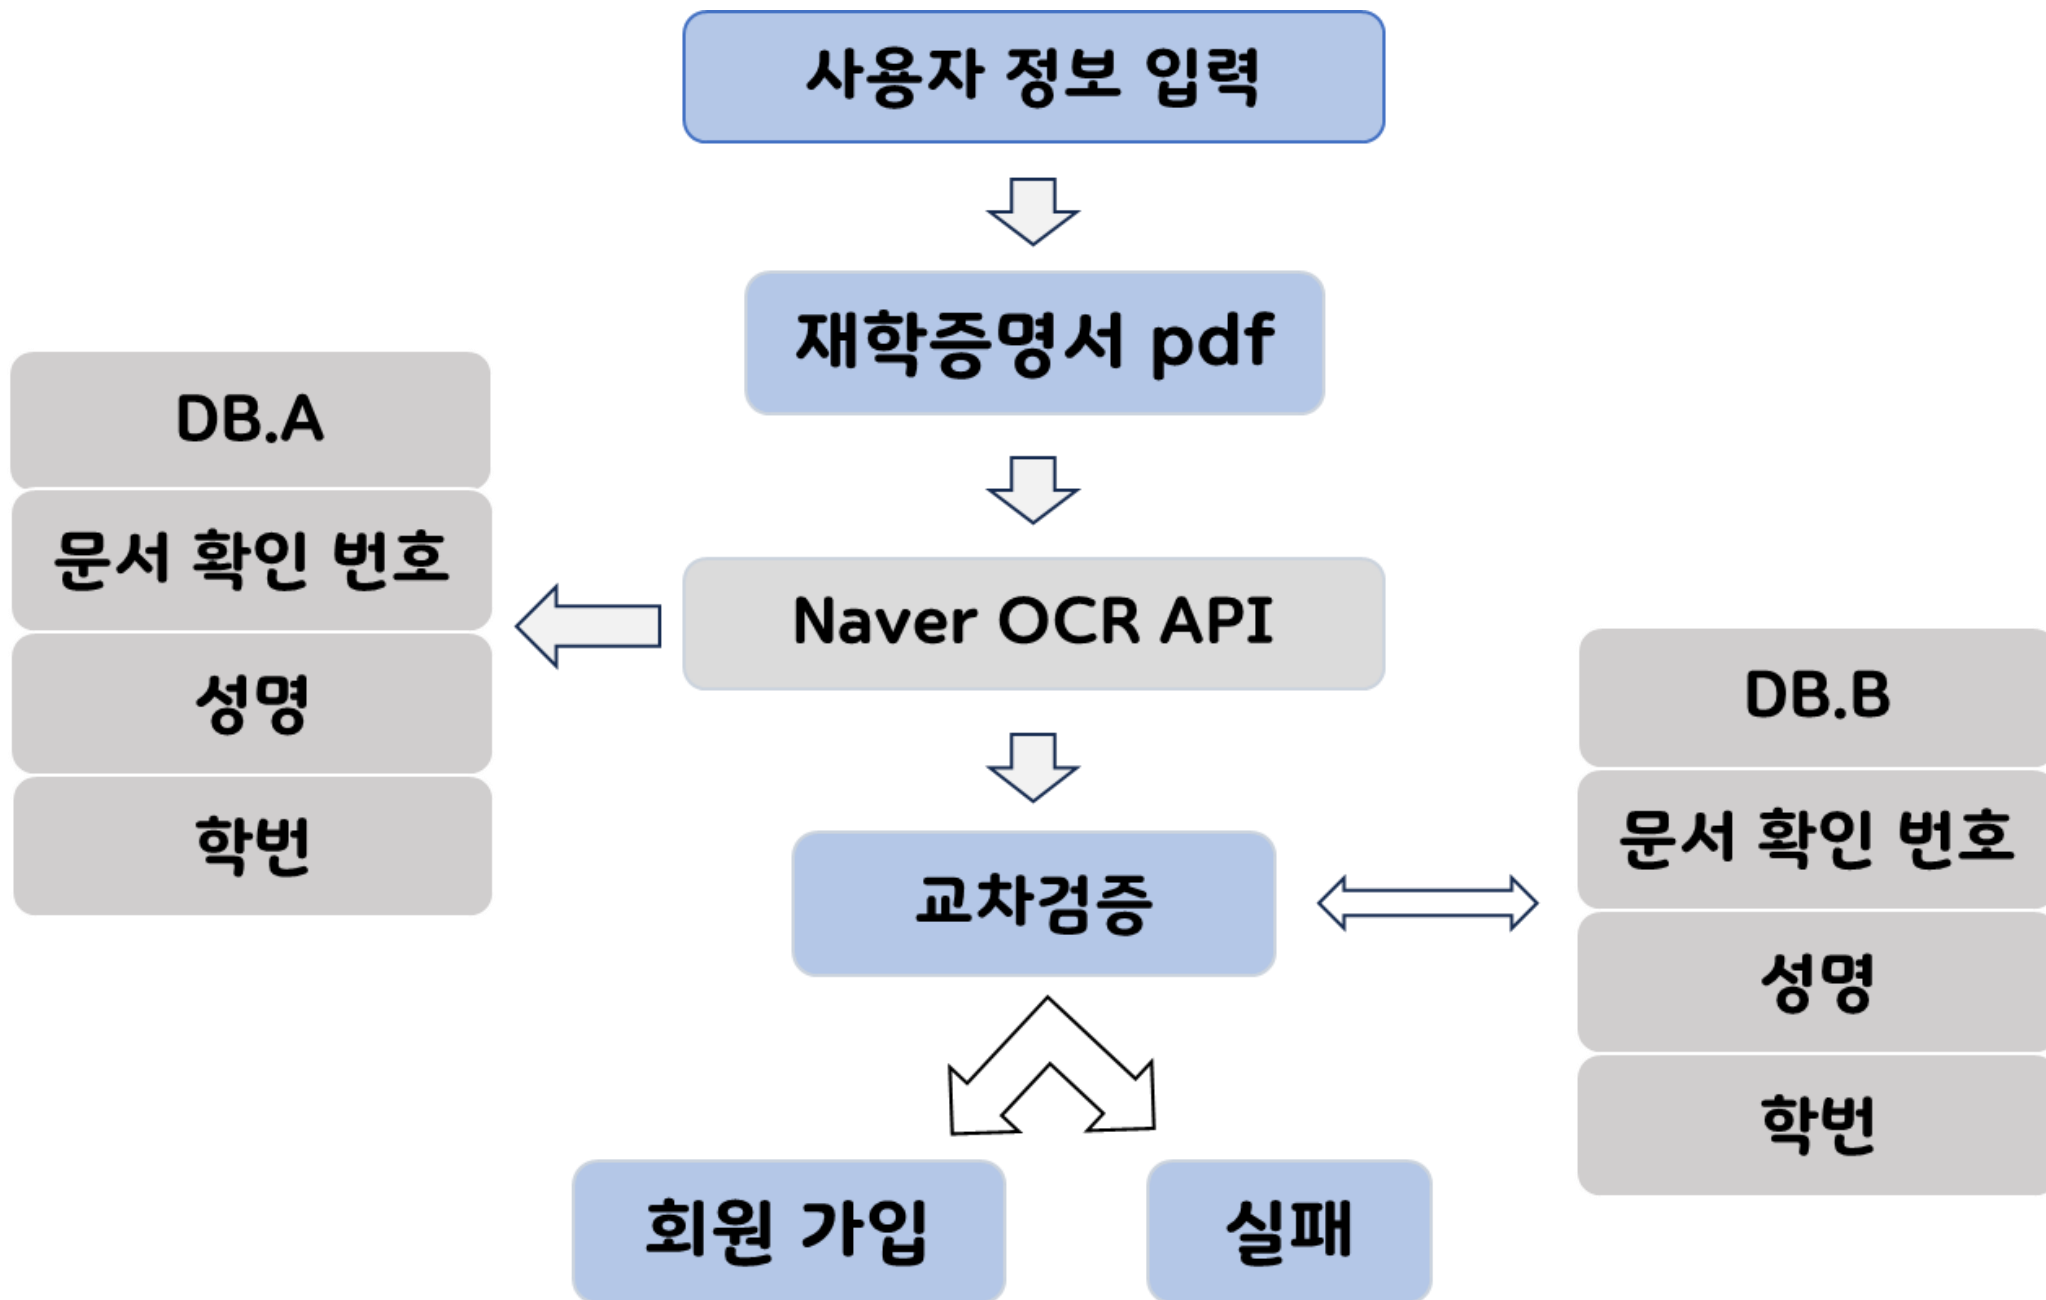 사용자 정보 입력
재학증명서 pdf
DB.A
문서 확인 번호
성명
학번
Naver OCR API
DB.B
문서 확인 번호
성명
학번
교차검증
회원 가입
실패